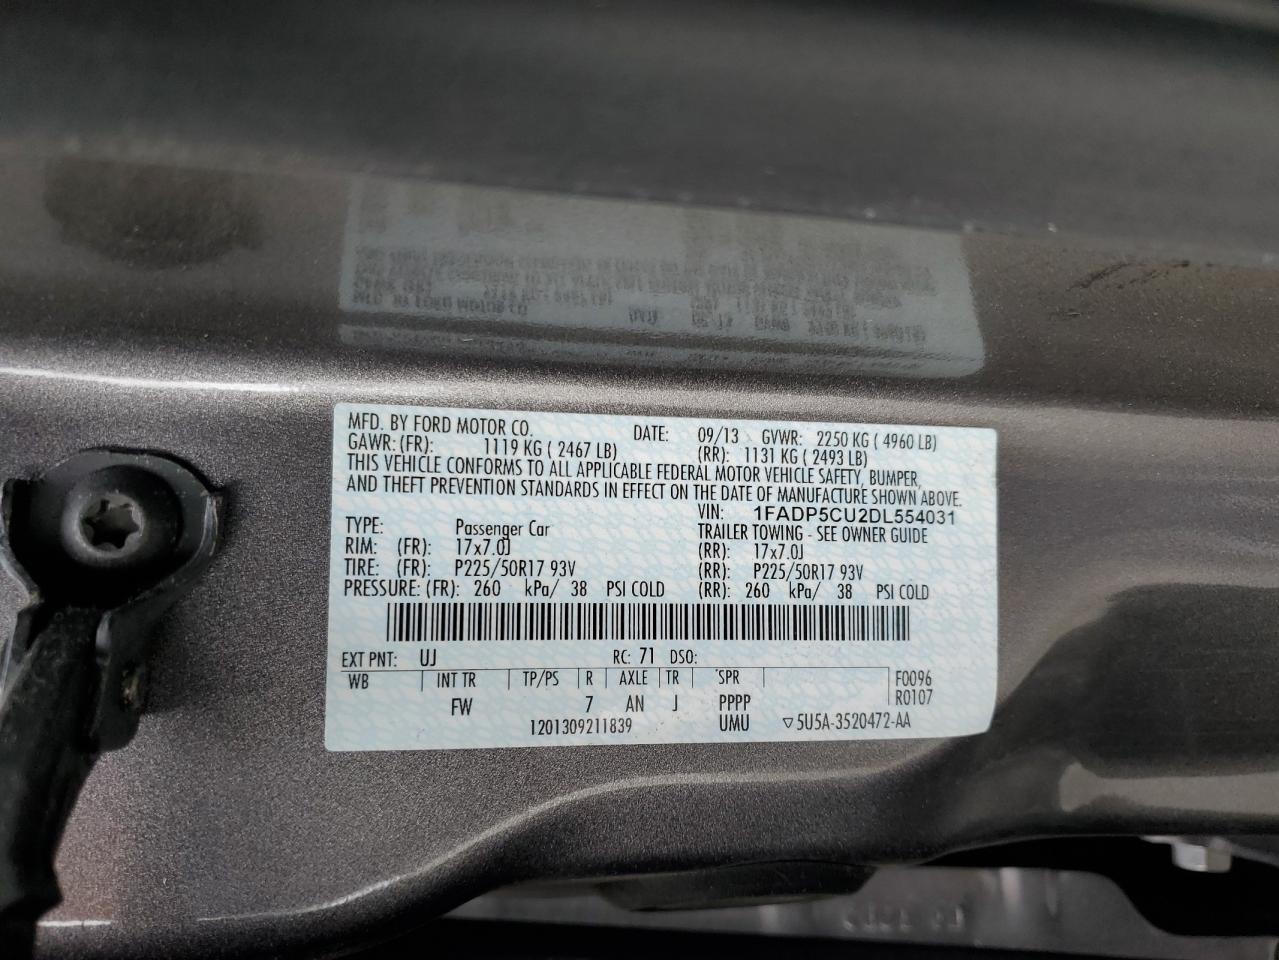 MFD. BY FORD MOTOR CO. DATE: 09/13 GVWR: 2250 KG ( 4960 LB)
GAWR: (FR): 1119 KG ( 2467 LB) (RR): 1131 KG ( 2493 LB)
THIS VEHICLE CONFORMS TO ALL APPLICABLE FEDERAL MOTOR VEHICLE SAFETY, BUMPER,
AND THEFT PREVENTION STANDARDS IN EFFECT ON THE DATE OF MANUFACTURE SHOWN ABOVE.
VIN: 1FADP5CU2DL554031
TYPE: Passenger Car TRAILER TOWING - SEE OWNER GUIDE
RIM: (FR): 17x7.0J (RR): 17x7.0J
TIRE: (FR): P225/50R17 93V (RR): P225/50R17 93V
PRESSURE: (FR): 260 kPa/ 38 PSI COLD (RR): 260 kPa/ 38 PSI COLD
EXT PNT: UJ RC: 71 DSO:
WB INT TR TP/PS R AXLE TR SPR F0096
FW 7 AN J PPPP R0107
1201309211839 UMU ▽5U5A-3520472-AA